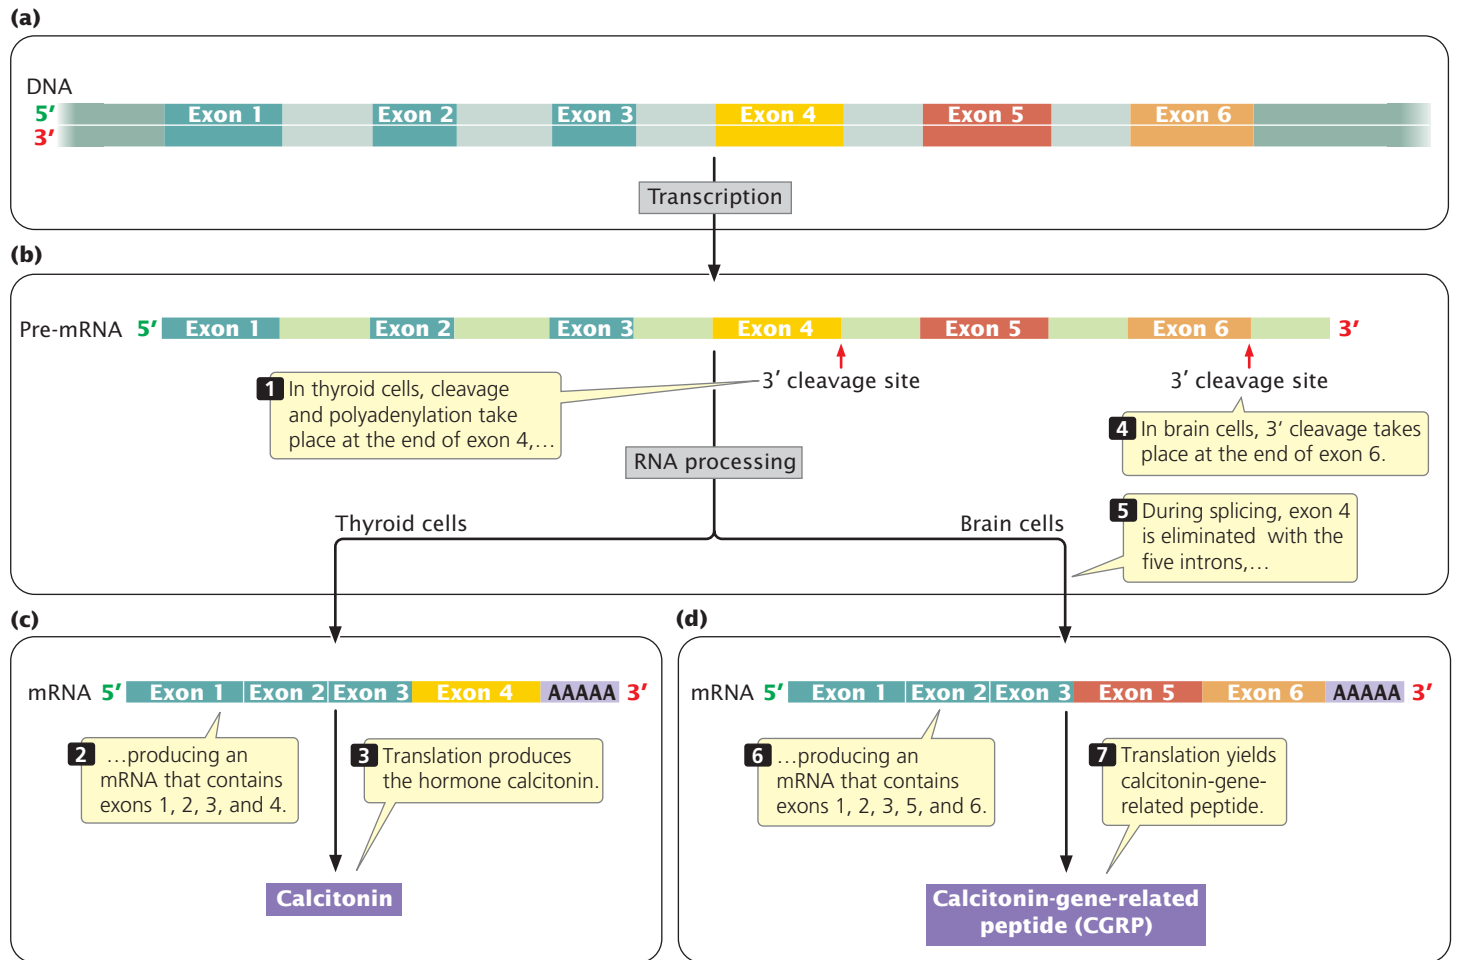 (a)
DNA
5′ Exon 1 Exon 2 Exon 3 Exon 4 Exon 5 Exon 6
3′
Transcription
(b)
Pre-mRNA 5′ Exon 1 Exon 2 Exon 3 Exon 4 Exon 5 Exon 6 3′
3′ cleavage site
3′ cleavage site
1 In thyroid cells, cleavage
and polyadenylation take
place at the end of exon 4,…
4 In brain cells, 3′ cleavage takes
place at the end of exon 6.
RNA processing
5 During splicing, exon 4
is eliminated with the
five introns,…
Thyroid cells
Brain cells
(c)
mRNA 5′ Exon 1 Exon 2 Exon 3 Exon 4 AAAAA 3′
2 …producing an
mRNA that contains
exons 1, 2, 3, and 4.
3 Translation produces
the hormone calcitonin.
Calcitonin
(d)
mRNA 5′ Exon 1 Exon 2 Exon 3 Exon 5 Exon 6 AAAAA 3′
6 …producing an
mRNA that contains
exons 1, 2, 3, 5, and 6.
7 Translation yields
calcitonin-gene-
related peptide.
Calcitonin-gene-related
peptide (CGRP)